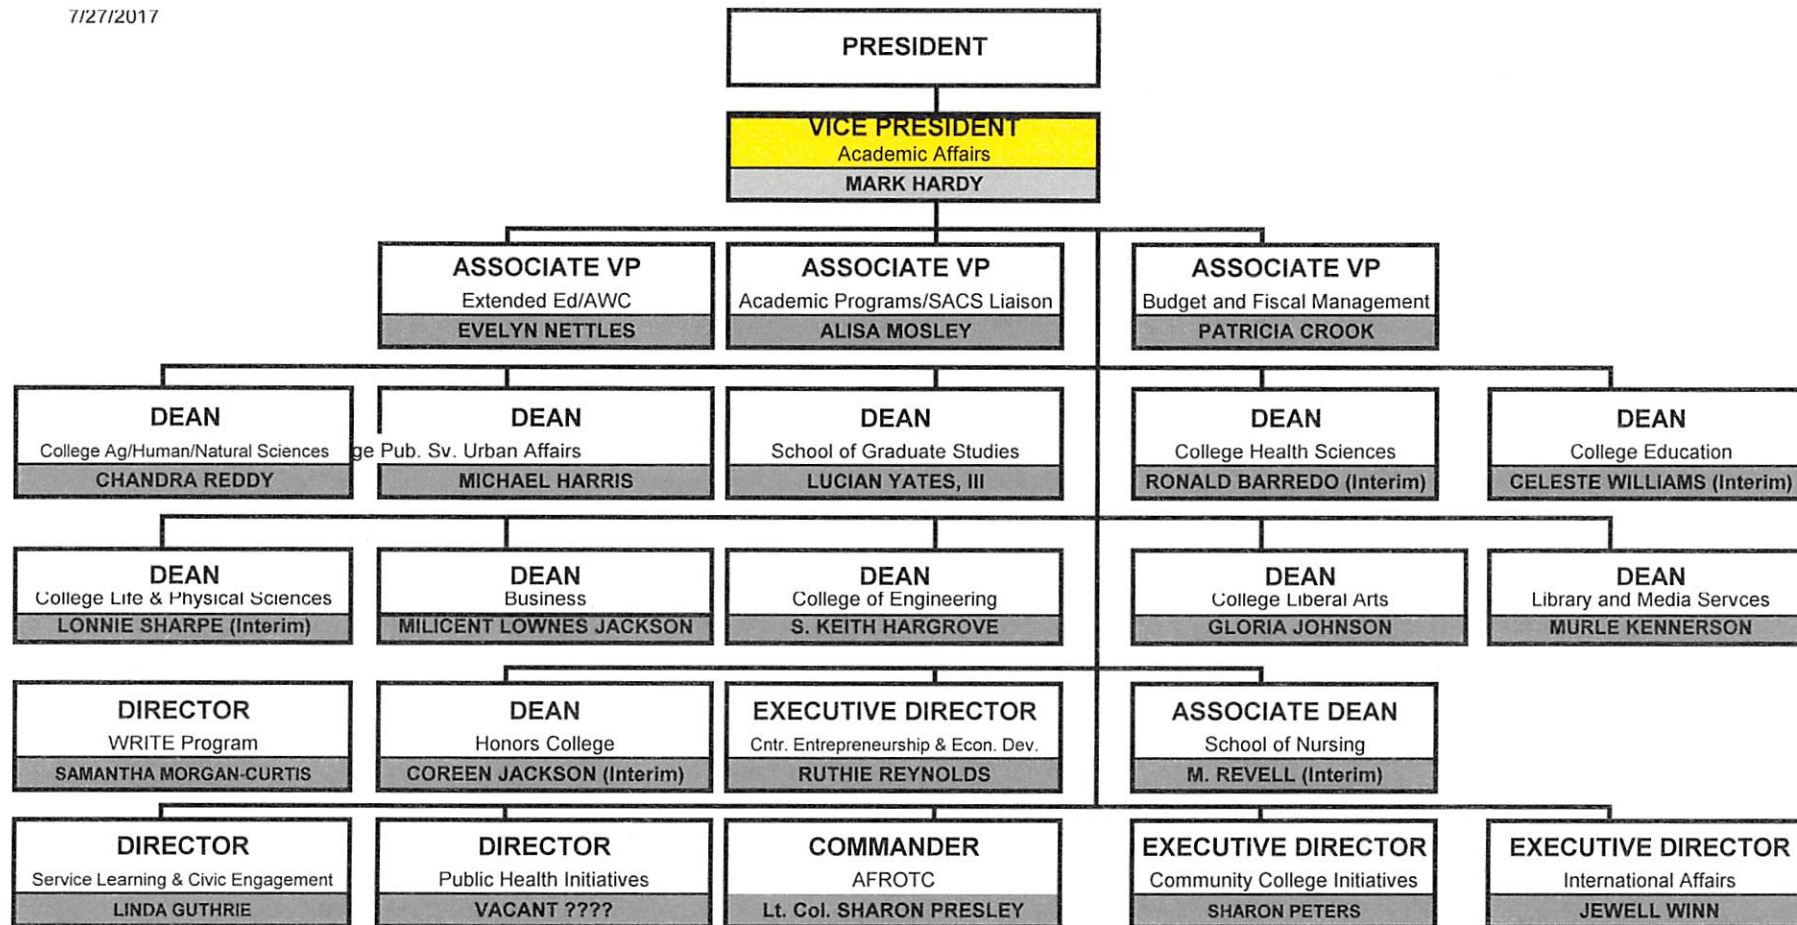 7/27/2017
PRESIDENT
VICE PRESIDENT
Academic Affairs
MARK HARDY
ASSOCIATE VP
Extended Ed/AWC
EVELYN NETTLES
ASSOCIATE VP
Academic Programs/SACS Liaison
ALISA MOSLEY
ASSOCIATE VP
Budget and Fiscal Management
PATRICIA CROOK
DEAN
College Ag/Human/Natural Sciences
CHANDRA REDDY
DEAN
ge Pub. Sv. Urban Affairs
MICHAEL HARRIS
DEAN
School of Graduate Studies
LUCIAN YATES, III
DEAN
College Health Sciences
RONALD BARREDO (Interim)
DEAN
College Education
CELESTE WILLIAMS (Interim)
DEAN
College Life & Physical Sciences
LONNIE SHARPE (Interim)
DEAN
Business
MILICENT LOWNES JACKSON
DEAN
College of Engineering
S. KEITH HARGROVE
DEAN
College Liberal Arts
GLORIA JOHNSON
DEAN
Library and Media Servces
MURLE KENNERSON
DIRECTOR
WRITE Program
SAMANTHA MORGAN-CURTIS
DEAN
Honors College
COREEN JACKSON (Interim)
EXECUTIVE DIRECTOR
Cntr. Entrepreneurship & Econ. Dev.
RUTHIE REYNOLDS
ASSOCIATE DEAN
School of Nursing
M. REVELL (Interim)
DIRECTOR
Service Learning & Civic Engagement
LINDA GUTHRIE
DIRECTOR
Public Health Initiatives
VACANT ????
COMMANDER
AFROTC
Lt. Col. SHARON PRESLEY
EXECUTIVE DIRECTOR
Community College Initiatives
SHARON PETERS
EXECUTIVE DIRECTOR
International Affairs
JEWELL WINN